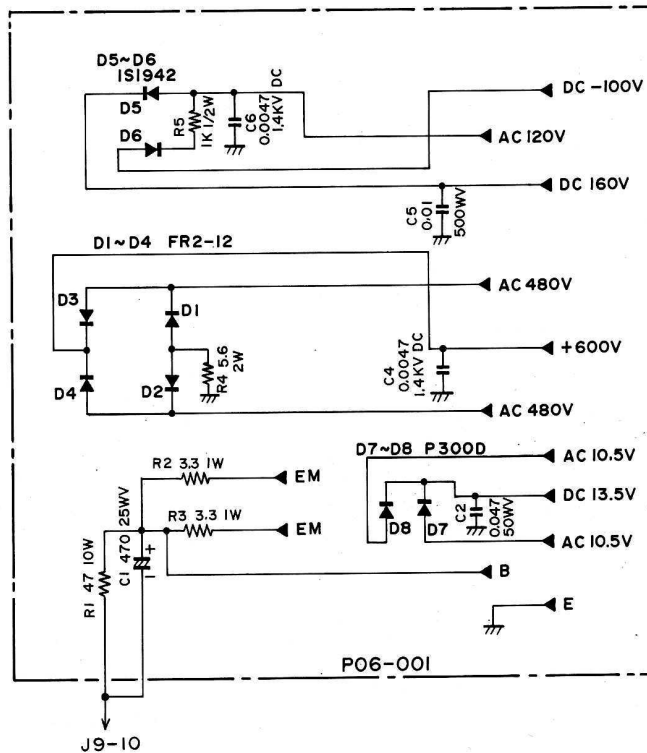 D5~D6
1S1942
D5
D6
R5
1K 1/2W
C6
0.0047
1.4KV DC
DC -100V
AC 120V
DC 160V
C5
0.01
500WV
D1~D4 FR2-12
D3
D1
D4
D2
R4 5.6
2W
AC 480V
C4
0.0047
1.4KV DC
+600V
AC 480V
R2 3.3 1W
EM
R3 3.3 1W
EM
R1 47 10W
C1 470 25WV
+
-
D7~D8 P300D
D8
D7
C2
0.047
50WV
AC 10.5V
DC 13.5V
AC 10.5V
B
E
P06-001
J9-10